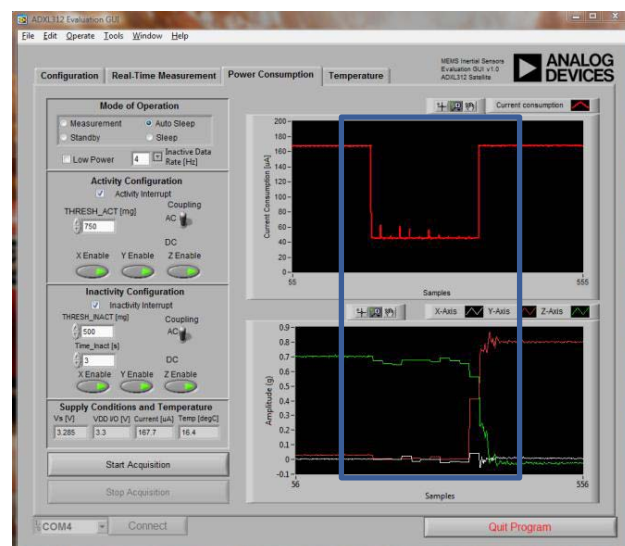 ADXL312 Evaluation GUI
File Edit Operate Tools Window Help
MEMS Inertial Sensors
Evaluation GUI v1.0
ADXL312 Satellite
ANALOG
DEVICES
Configuration Real-Time Measurement Power Consumption Temperature
Mode of Operation
Measurement Auto Sleep
Standby Sleep
Low Power 4 Inactive Data
Rate [Hz]
Activity Configuration
Activity Interrupt
THRESH_ACT [mg] Coupling
750 AC
DC
X Enable Y Enable Z Enable
Inactivity Configuration
Inactivity Interrupt
THRESH_INACT [mg] Coupling
500 AC
Time_Inact [s]
3 DC
X Enable Y Enable Z Enable
Supply Conditions and Temperature
Vs [V] VDD I/O [V] Current [uA] Temp [degC]
3.285 3.3 167.7 16.4
Start Acquisition
Stop Acquisition
COM4 Connect
Current consumption
Current Consumption [uA]
200
180
160
140
120
100
80
60
40
20
0
55 555
Samples
X-Axis Y-Axis Z-Axis
Amplitude (g)
0.9
0.8
0.7
0.6
0.5
0.4
0.3
0.2
0.1
0
-0.1
56 556
Samples
Quit Program